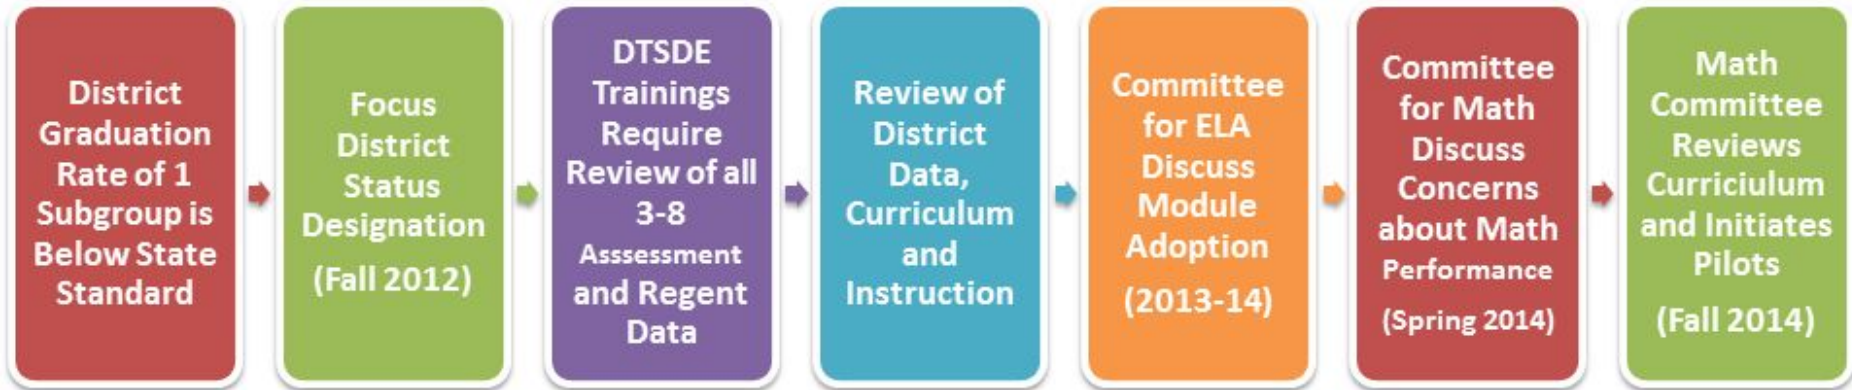 District
Graduation
Rate of 1
Subgroup is
Below State
Standard
Focus
District
Status
Designation
(Fall 2012)
DTSDE
Trainings
Require
Review of all
3-8
Asssessment
and Regent
Data
Review of
District
Data,
Curriculum
and
Instruction
Committee
for ELA
Discuss
Module
Adoption
(2013-14)
Committee
for Math
Discuss
Concerns
about Math
Performance
(Spring 2014)
Math
Committee
Reviews
Curriciulum
and Initiates
Pilots
(Fall 2014)